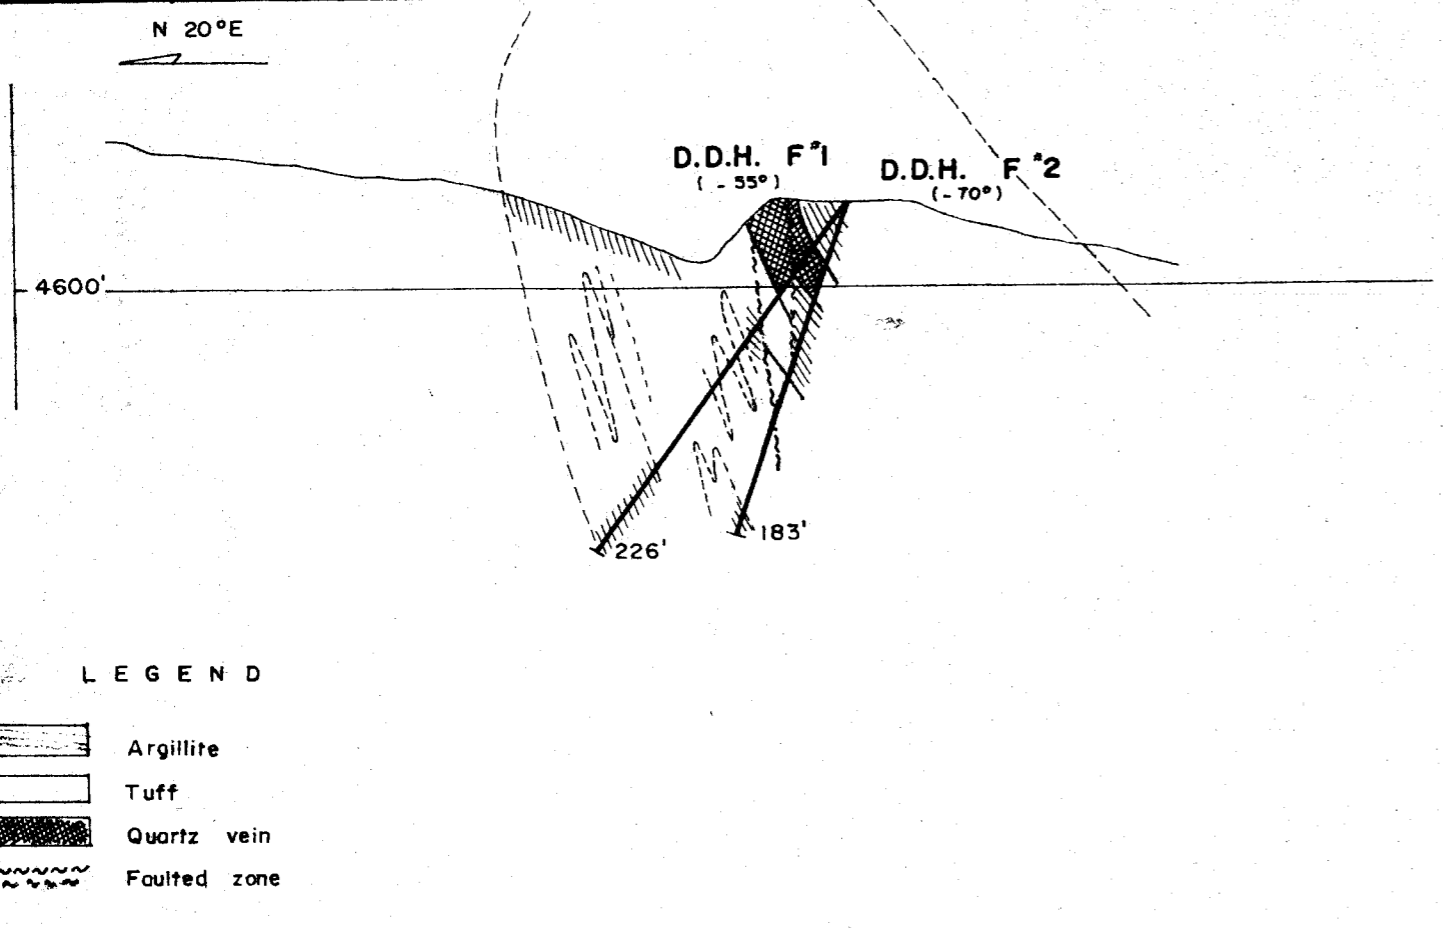 N 20°E
D.D.H. F #1
(-55°)
D.D.H. F #2
(-70°)
4600'
226'
183'
LEGEND
Argillite
Tuff
Quartz vein
Faulted zone